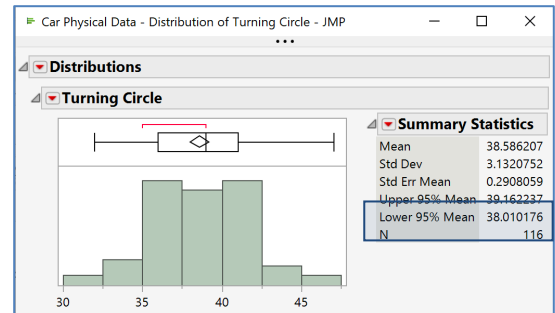 Car Physical Data - Distribution of Turning Circle - JMP
Distributions
Turning Circle
Summary Statistics
Mean 38.586207
Std Dev 3.1320752
Std Err Mean 0.2908059
Upper 95% Mean 39.162237
Lower 95% Mean 38.010176
N 116
30 35 40 45